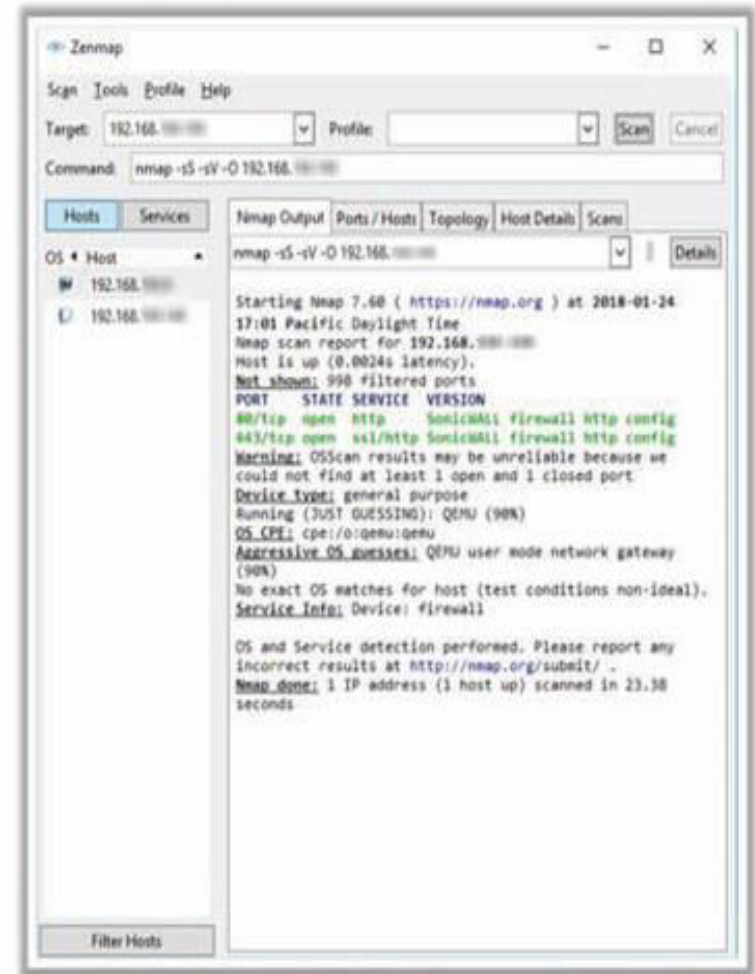 Zenmap
Scan Tools Profile Help
Target: 192.168. Profile: Scan Cancel
Command: nmap -sS -sV -O 192.168.
Hosts Services
OS Host
192.168.
192.168.
Filter Hosts
Nmap Output Ports / Hosts Topology Host Details Scans
nmap -sS -sV -O 192.168. Details
Starting Nmap 7.60 ( https://nmap.org ) at 2018-01-24
17:01 Pacific Daylight Time
Nmap scan report for 192.168.
Host is up (0.0024s latency).
Not shown: 998 filtered ports
PORT STATE SERVICE VERSION
80/tcp open http SonicWALL firewall http config
443/tcp open ssl/http SonicWALL firewall http config
Warning: OSScan results may be unreliable because we
could not find at least 1 open and 1 closed port
Device type: general purpose
Running (JUST GUESSING): QEMU (90%)
OS CPE: cpe:/o:qemu:qemu
Aggressive OS guesses: QEMU user mode network gateway
(90%)
No exact OS matches for host (test conditions non-ideal).
Service Info: Device: firewall
OS and Service detection performed. Please report any
incorrect results at http://nmap.org/submit/ .
Nmap done: 1 IP address (1 host up) scanned in 23.38
seconds